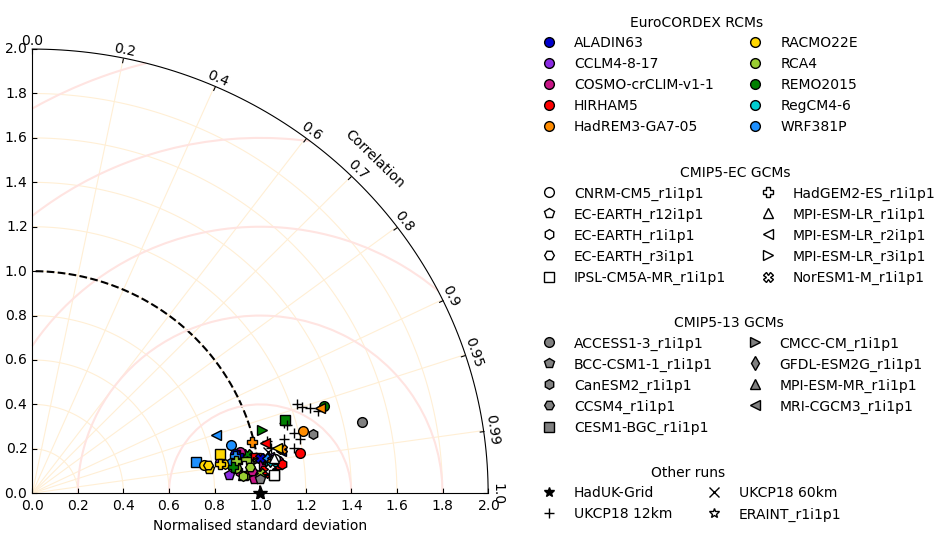 0.0
0.2
0.4
0.6
0.7
0.8
0.9
0.95
0.99
1.0
Correlation
2.0
1.8
1.6
1.4
1.2
1.0
0.8
0.6
0.4
0.2
0.0
0.0 0.2 0.4 0.6 0.8 1.0 1.2 1.4 1.6 1.8 2.0
Normalised standard deviation
EuroCORDEX RCMs
ALADIN63 RACMO22E
CCLM4-8-17 RCA4
COSMO-crCLIM-v1-1 REMO2015
HIRHAM5 RegCM4-6
HadREM3-GA7-05 WRF381P
CMIP5-EC GCMs
CNRM-CM5_r1i1p1 HadGEM2-ES_r1i1p1
EC-EARTH_r12i1p1 MPI-ESM-LR_r1i1p1
EC-EARTH_r1i1p1 MPI-ESM-LR_r2i1p1
EC-EARTH_r3i1p1 MPI-ESM-LR_r3i1p1
IPSL-CM5A-MR_r1i1p1 NorESM1-M_r1i1p1
CMIP5-13 GCMs
ACCESS1-3_r1i1p1 CMCC-CM_r1i1p1
BCC-CSM1-1_r1i1p1 GFDL-ESM2G_r1i1p1
CanESM2_r1i1p1 MPI-ESM-MR_r1i1p1
CCSM4_r1i1p1 MRI-CGCM3_r1i1p1
CESM1-BGC_r1i1p1
Other runs
HadUK-Grid UKCP18 60km
UKCP18 12km ERAINT_r1i1p1